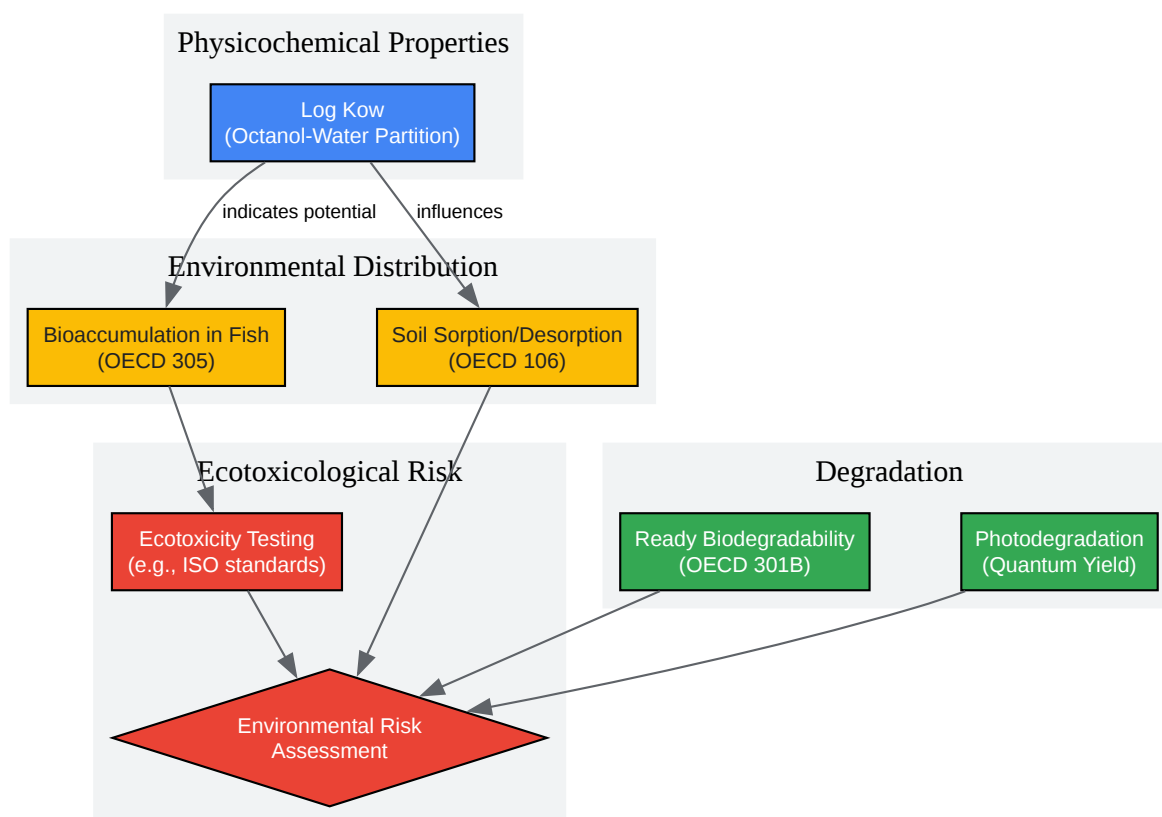 Physicochemical Properties
Log Kow
(Octanol-Water Partition)
indicates potential
influences
Environmental Distribution
Bioaccumulation in Fish
(OECD 305)
Soil Sorption/Desorption
(OECD 106)
Ecotoxicological Risk
Degradation
Ecotoxicity Testing
(e.g., ISO standards)
Ready Biodegradability
(OECD 301B)
Photodegradation
(Quantum Yield)
Environmental Risk
Assessment